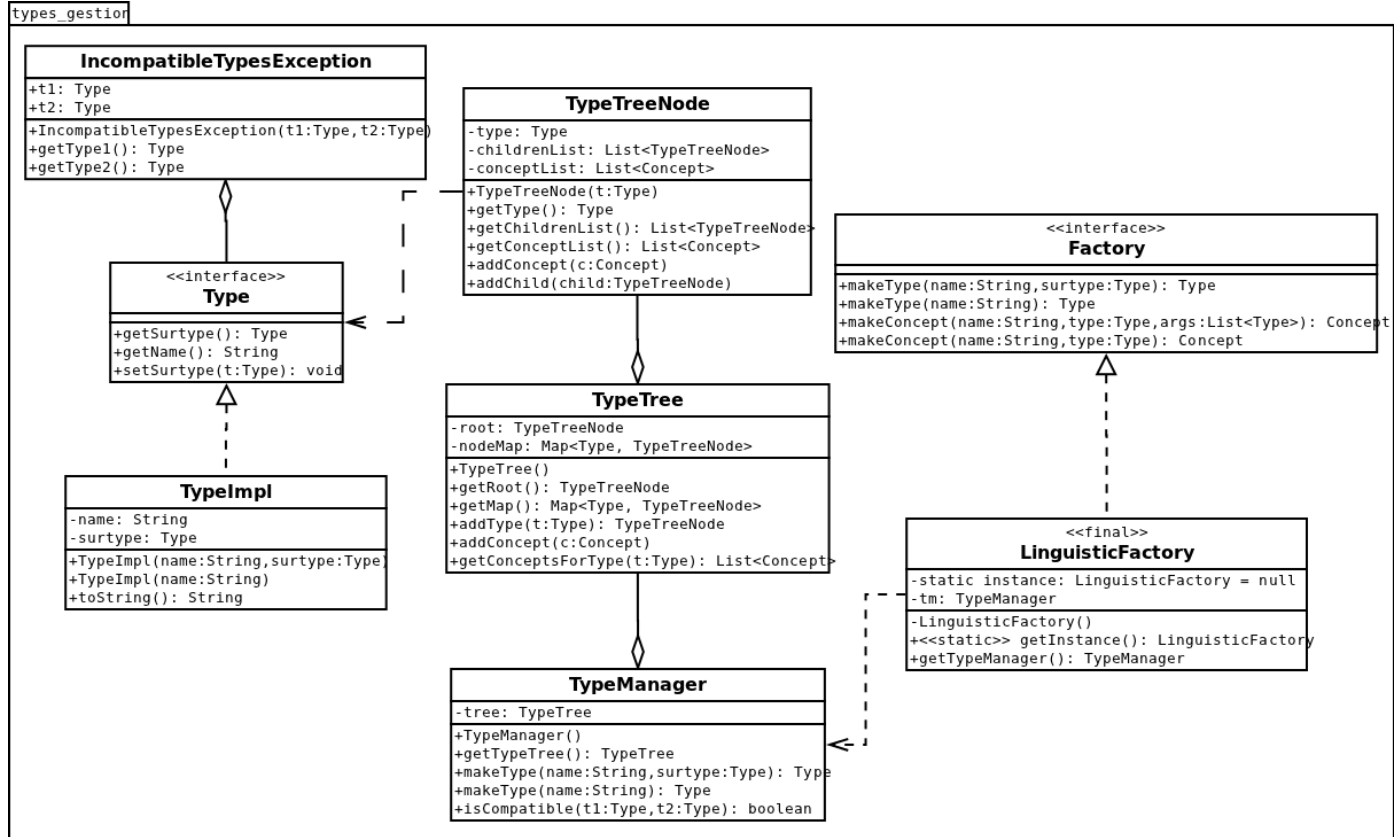 types_gestion
IncompatibleTypesException
+t1: Type
+t2: Type
+IncompatibleTypesException(t1:Type,t2:Type)
+getType1(): Type
+getType2(): Type
TypeTreeNode
-type: Type
-childrenList: List<TypeTreeNode>
-conceptList: List<Concept>
+TypeTreeNode(t:Type)
+getType(): Type
+getChildrenList(): List<TypeTreeNode>
+getConceptList(): List<Concept>
+addConcept(c:Concept)
+addChild(child:TypeTreeNode)
<<interface>>
Factory
+makeType(name:String,surtype:Type): Type
+makeType(name:String): Type
+makeConcept(name:String,type:Type,args:List<Type>): Concept
+makeConcept(name:String,type:Type): Concept
<<interface>>
Type
+getSurtype(): Type
+getName(): String
+setSurtype(t:Type): void
TypeImpl
-name: String
-surtype: Type
+TypeImpl(name:String,surtype:Type)
+TypeImpl(name:String)
+toString(): String
TypeTree
-root: TypeTreeNode
-nodeMap: Map<Type, TypeTreeNode>
+TypeTree()
+getRoot(): TypeTreeNode
+getMap(): Map<Type, TypeTreeNode>
+addType(t:Type): TypeTreeNode
+addConcept(c:Concept)
+getConceptsForType(t:Type): List<Concept>
<<final>>
LinguisticFactory
-static instance: LinguisticFactory = null
-tm: TypeManager
-LinguisticFactory()
+<<static>> getInstance(): LinguisticFactory
+getTypeManager(): TypeManager
TypeManager
-tree: TypeTree
+TypeManager()
+getTypeTree(): TypeTree
+makeType(name:String,surtype:Type): Type
+makeType(name:String): Type
+isCompatible(t1:Type,t2:Type): boolean